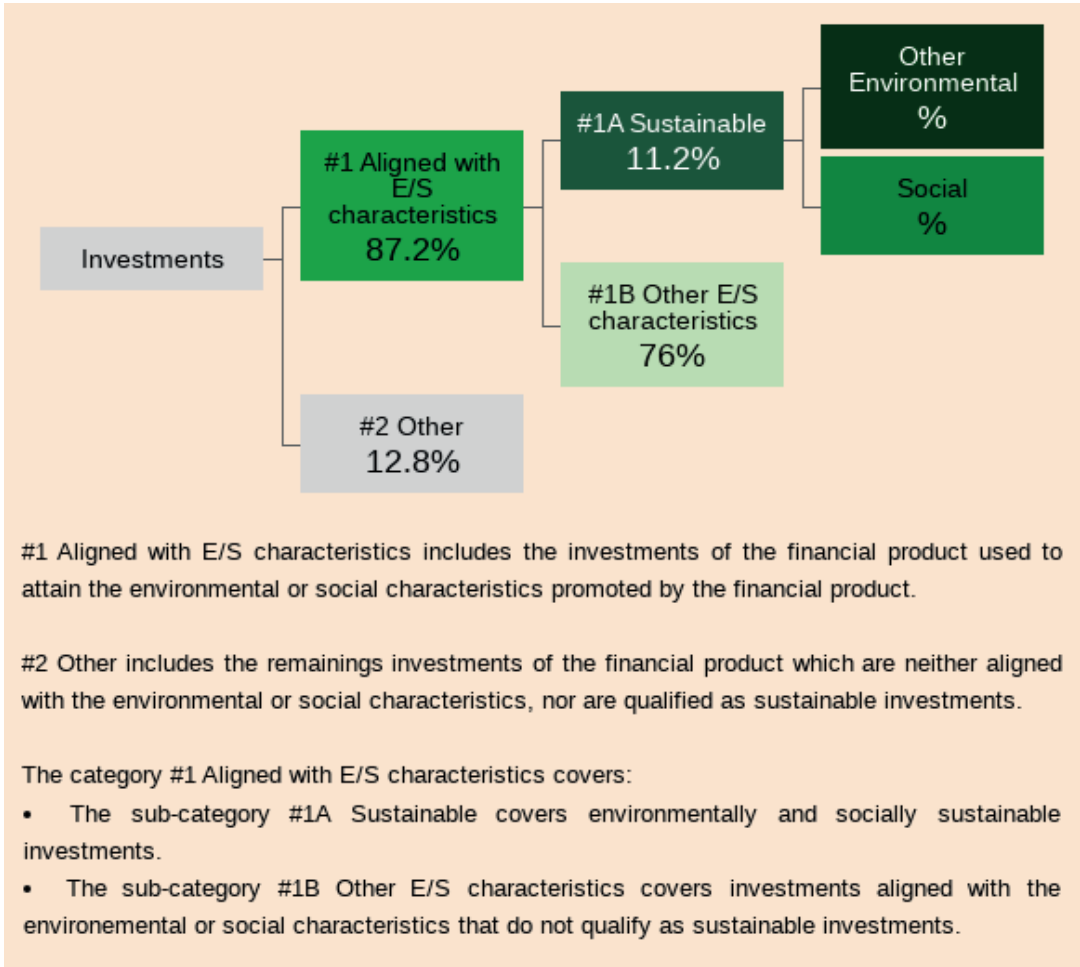 Other
Environmental
%
#1A Sustainable
11.2%
#1 Aligned with
E/S
characteristics
87.2%
Social
%
Investments
#1B Other E/S
characteristics
76%
#2 Other
12.8%
#1 Aligned with E/S characteristics includes the investments of the financial product used to
attain the environmental or social characteristics promoted by the financial product.
#2 Other includes the remainings investments of the financial product which are neither aligned
with the environmental or social characteristics, nor are qualified as sustainable investments.
The category #1 Aligned with E/S characteristics covers:
• The sub-category #1A Sustainable covers environmentally and socially sustainable
investments.
• The sub-category #1B Other E/S characteristics covers investments aligned with the
environemental or social characteristics that do not qualify as sustainable investments.